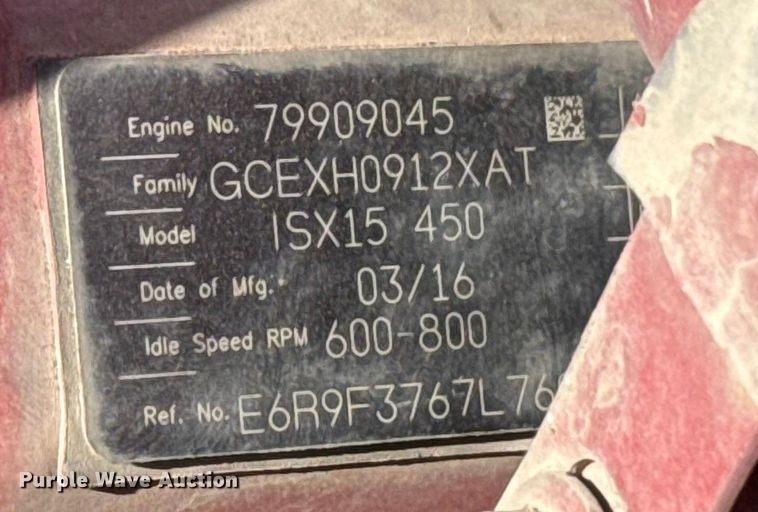 Engine No. 79909045
Family GCEXH0912XAT
Model ISX15 450
Date of Mfg. 03/16
Idle Speed RPM 600-800
Ref. No. E6R9F3767L76
Purple Wave Auction